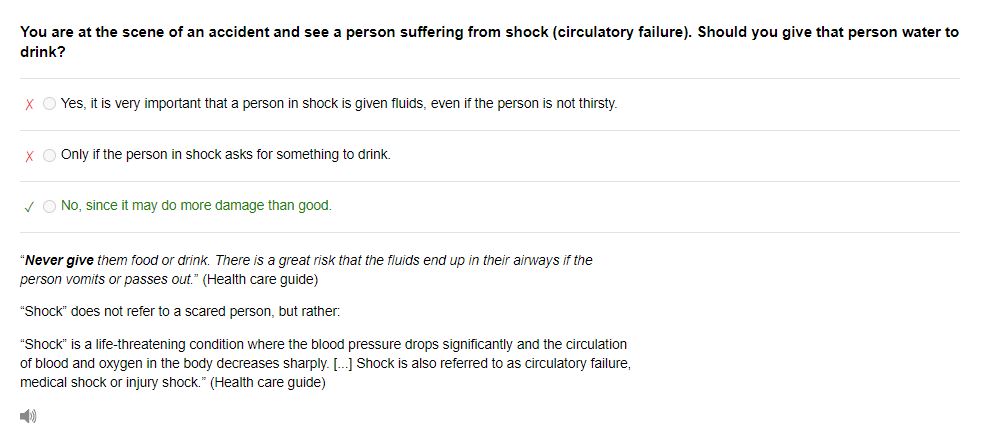 You are at the scene of an accident and see a person suffering from shock (circulatory failure). Should you give that person water to
drink?
✗ Yes, it is very important that a person in shock is given fluids, even if the person is not thirsty.
✗ Only if the person in shock asks for something to drink.
✓ No, since it may do more damage than good.
“Never give them food or drink. There is a great risk that the fluids end up in their airways if the
person vomits or passes out.” (Health care guide)
“Shock” does not refer to a scared person, but rather:
“Shock” is a life-threatening condition where the blood pressure drops significantly and the circulation
of blood and oxygen in the body decreases sharply. [...] Shock is also referred to as circulatory failure,
medical shock or injury shock.” (Health care guide)